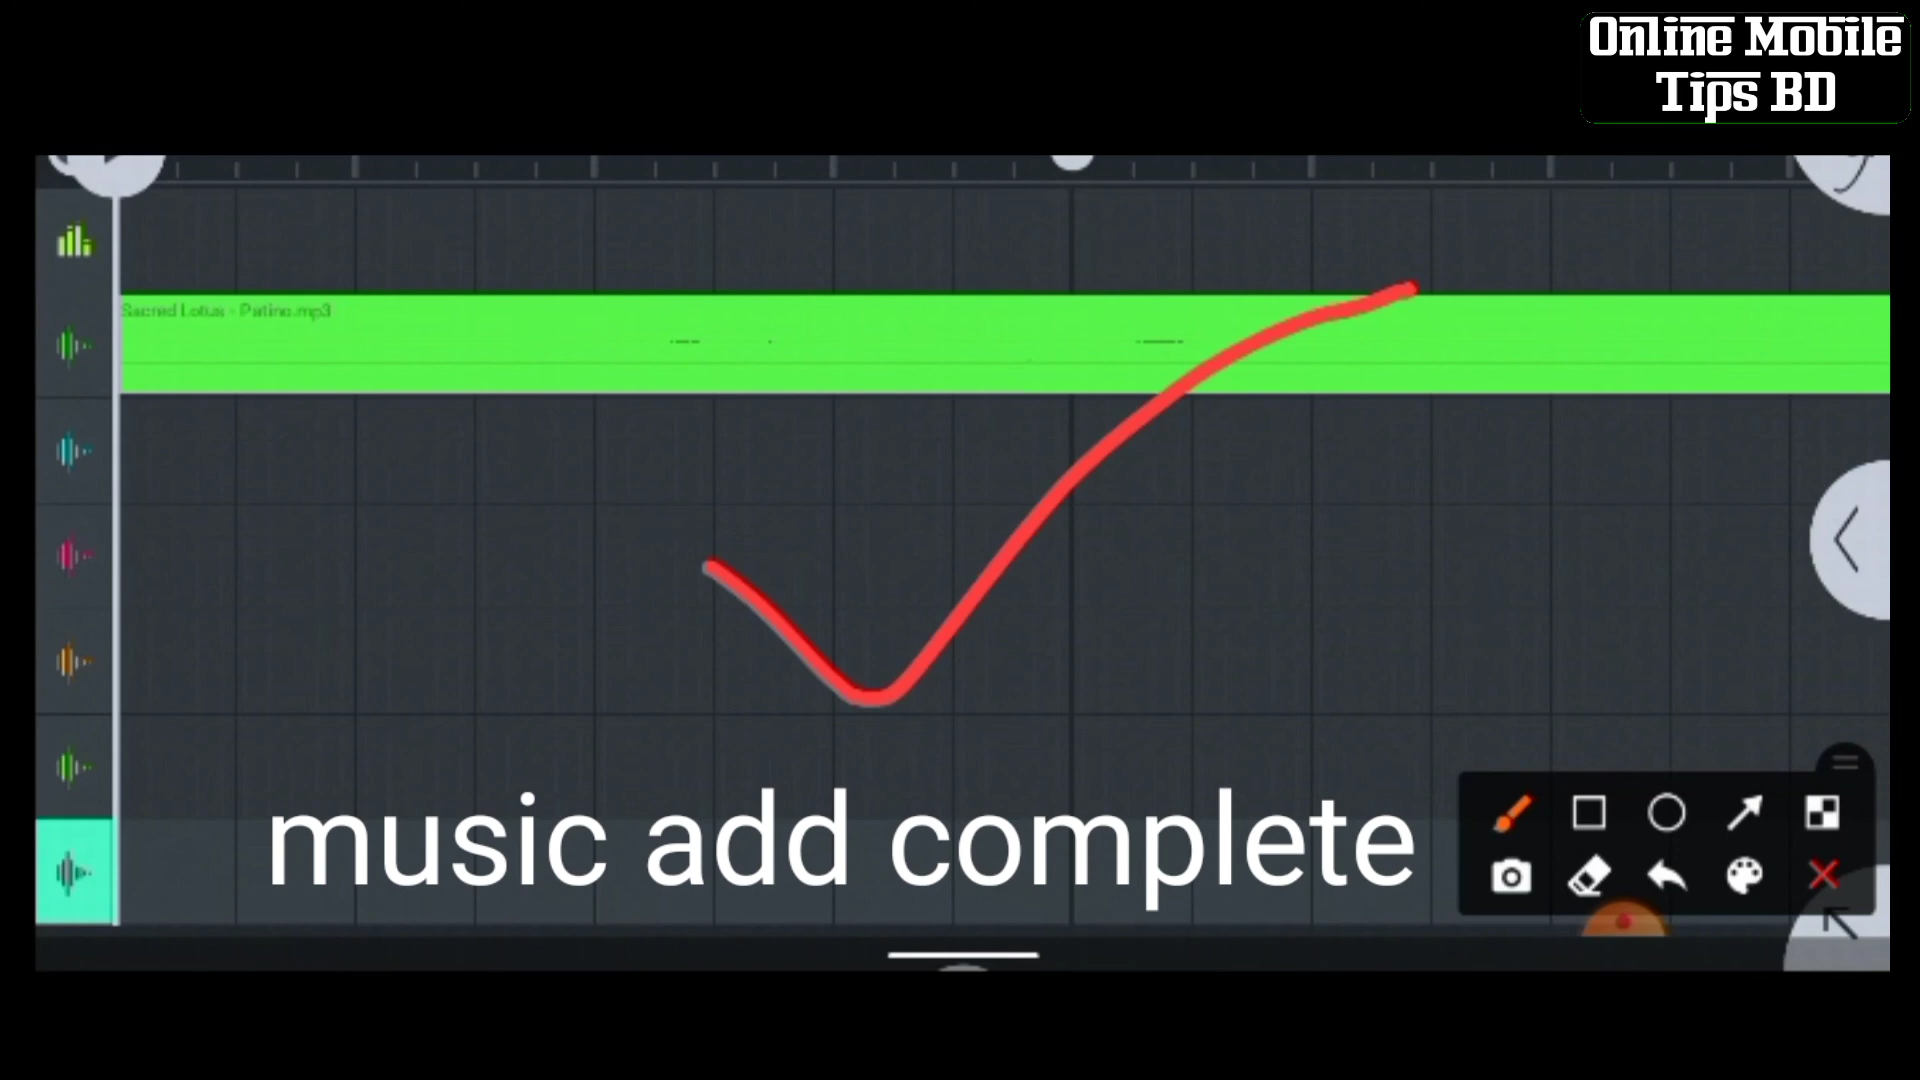 Online Mobile
Tips BD
Sacred Lotus - Patino.mp3
music add complete